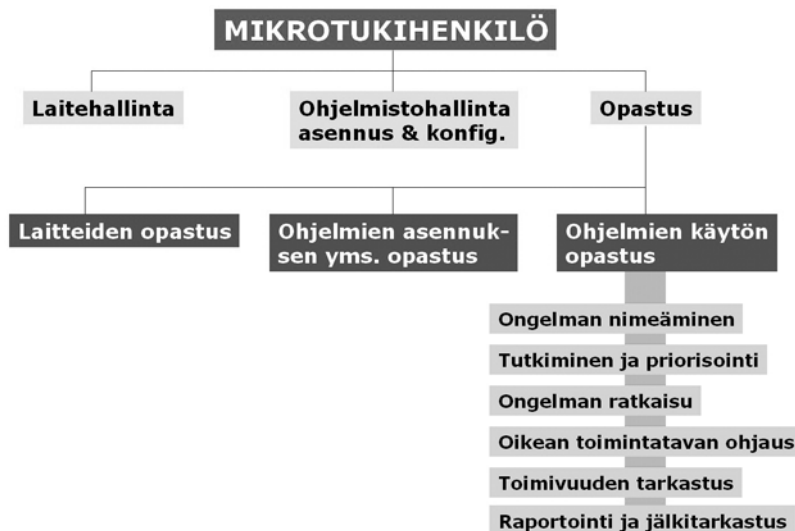 MIKROTUKIHENKILÖ
Laitehallinta
Ohjelmistohallinta
asennus & konfig.
Opastus
Laitteiden opastus
Ohjelmien asennuk-
sen yms. opastus
Ohjelmien käytön
opastus
Ongelman nimeäminen
Tutkiminen ja priorisointi
Ongelman ratkaisu
Oikean toimintatavan ohjaus
Toimivuuden tarkastus
Raportointi ja jälkitarkastus